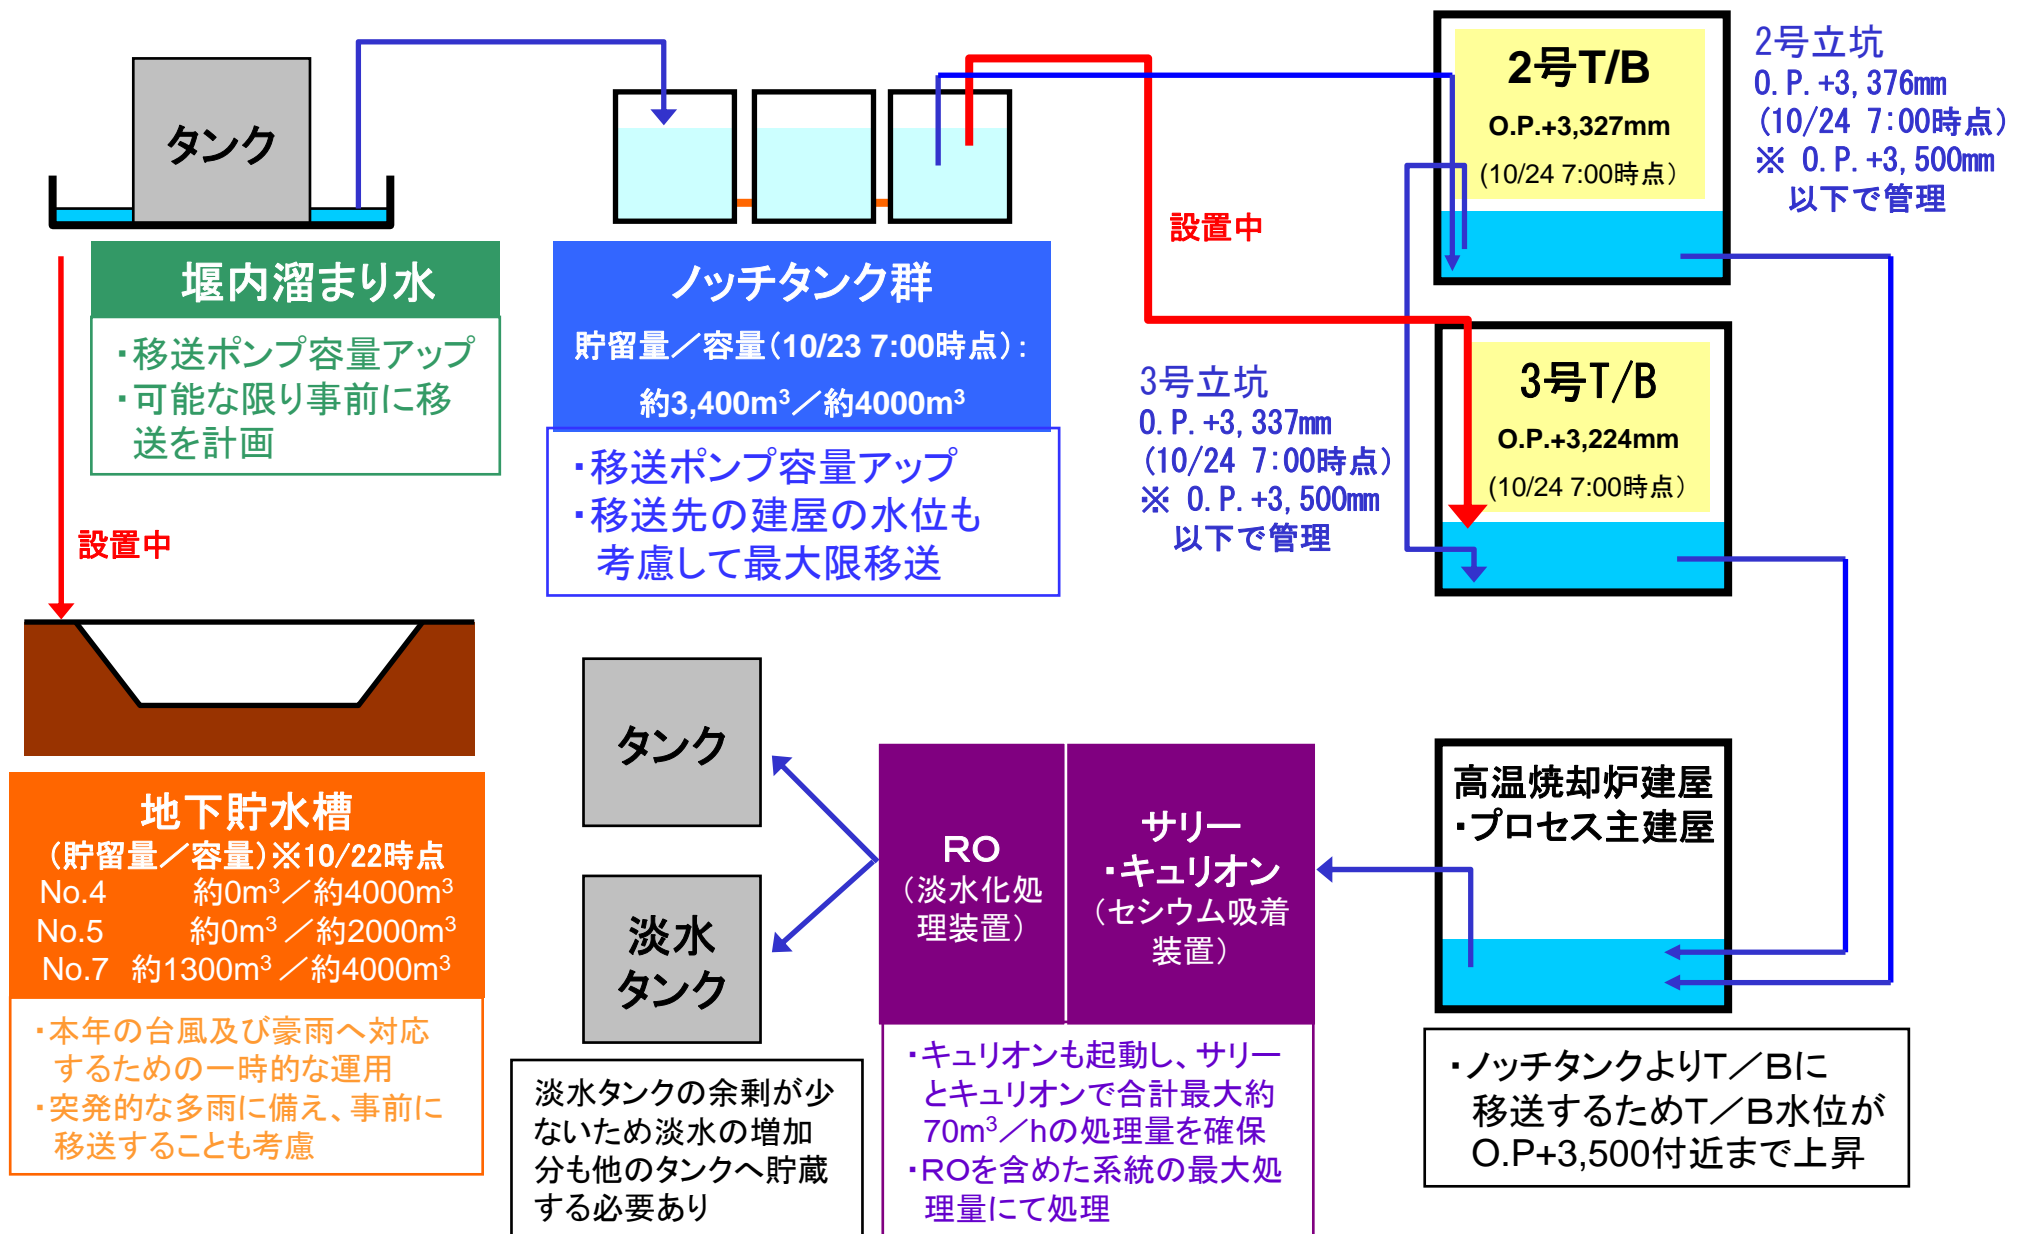 タンク
堰内溜まり水
・移送ポンプ容量アップ
・可能な限り事前に移
送を計画
設置中
地下貯水槽
（貯留量／容量）※10/22時点
No.4 約0m³／約4000m³
No.5 約0m³／約2000m³
No.7 約1300m³／約4000m³
・本年の台風及び豪雨へ対応
するための一時的な運用
・突発的な多雨に備え、事前に
移送することも考慮
ノッチタンク群
貯留量／容量（10/23 7:00時点）：
約3,400m³／約4000m³
・移送ポンプ容量アップ
・移送先の建屋の水位も
考慮して最大限移送
設置中
2号T/B
O.P.+3,327mm
(10/24 7:00時点）
2号立坑
O.P.+3,376mm
(10/24 7:00時点)
※ O.P.+3,500mm
以下で管理
3号立坑
O.P.+3,337mm
(10/24 7:00時点)
※ O.P.+3,500mm
以下で管理
3号T/B
O.P.+3,224mm
(10/24 7:00時点）
タンク
淡水
タンク
淡水タンクの余剰が少
ないため淡水の増加
分も他のタンクへ貯蔵
する必要あり
ＲＯ
（淡水化処
理装置）
サリー
・キュリオン
（セシウム吸着
装置）
・キュリオンも起動し、サリー
とキュリオンで合計最大約
70m³／hの処理量を確保
・ＲＯを含めた系統の最大処
理量にて処理
高温焼却炉建屋
・プロセス主建屋
・ノッチタンクよりＴ／Ｂに
移送するためＴ／Ｂ水位が
O.P+3,500付近まで上昇